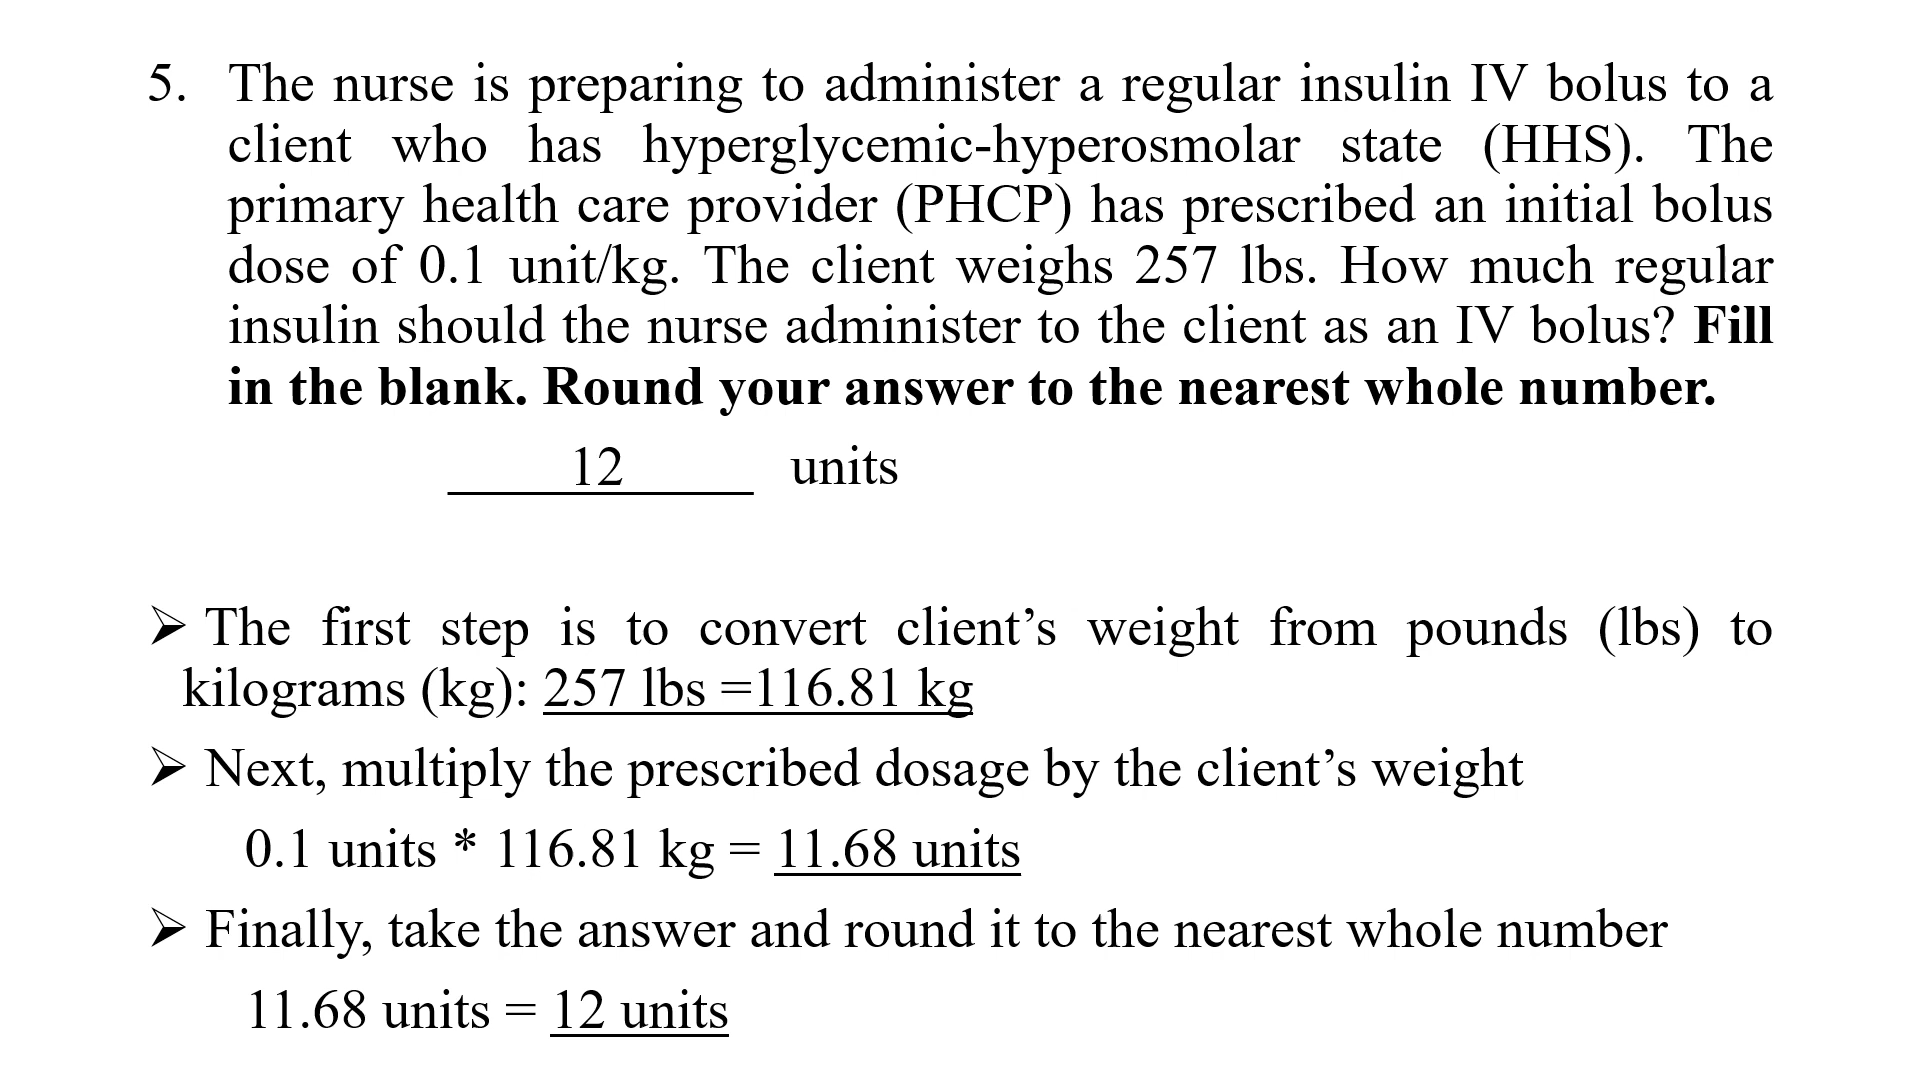 5. The nurse is preparing to administer a regular insulin IV bolus to a
client who has hyperglycemic-hyperosmolar state (HHS). The
primary health care provider (PHCP) has prescribed an initial bolus
dose of 0.1 unit/kg. The client weighs 257 lbs. How much regular
insulin should the nurse administer to the client as an IV bolus? Fill
in the blank. Round your answer to the nearest whole number.
12 units
➢ The first step is to convert client’s weight from pounds (lbs) to
kilograms (kg): 257 lbs =116.81 kg
➢ Next, multiply the prescribed dosage by the client’s weight
0.1 units * 116.81 kg = 11.68 units
➢ Finally, take the answer and round it to the nearest whole number
11.68 units = 12 units